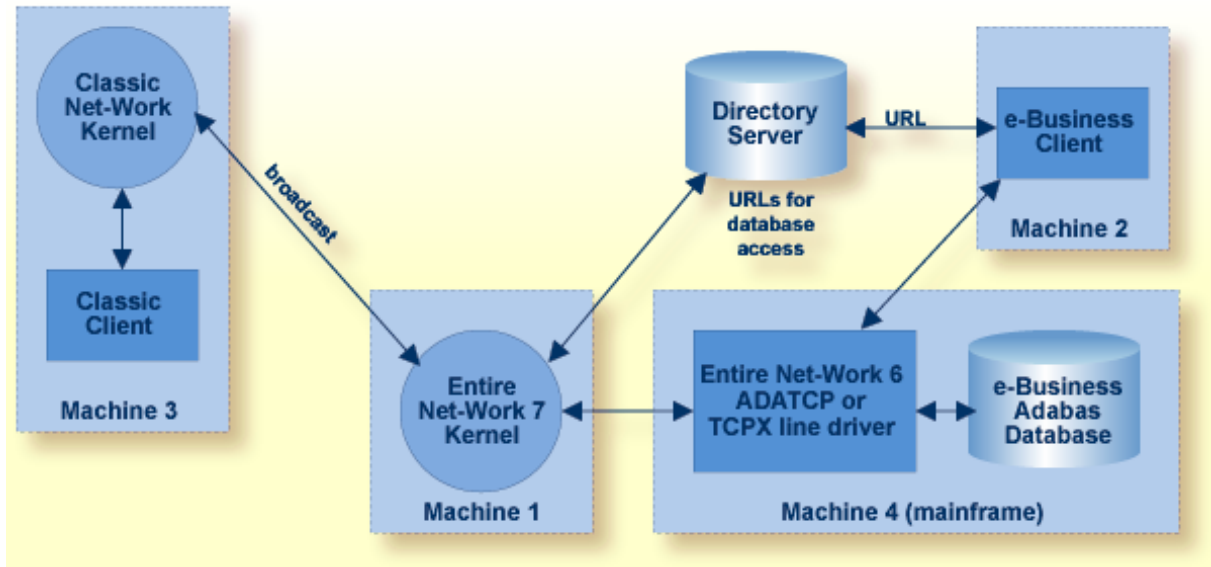 Classic
Net-Work
Kernel
broadcast
Classic
Client
Machine 3
Directory
Server
URL
e-Business
Client
URLs for
database
access
Machine 2
Entire
Net-Work 7
Kernel
Machine 1
Entire Net-Work 6
ADATCP or
TCPX line driver
e-Business
Adabas
Database
Machine 4 (mainframe)